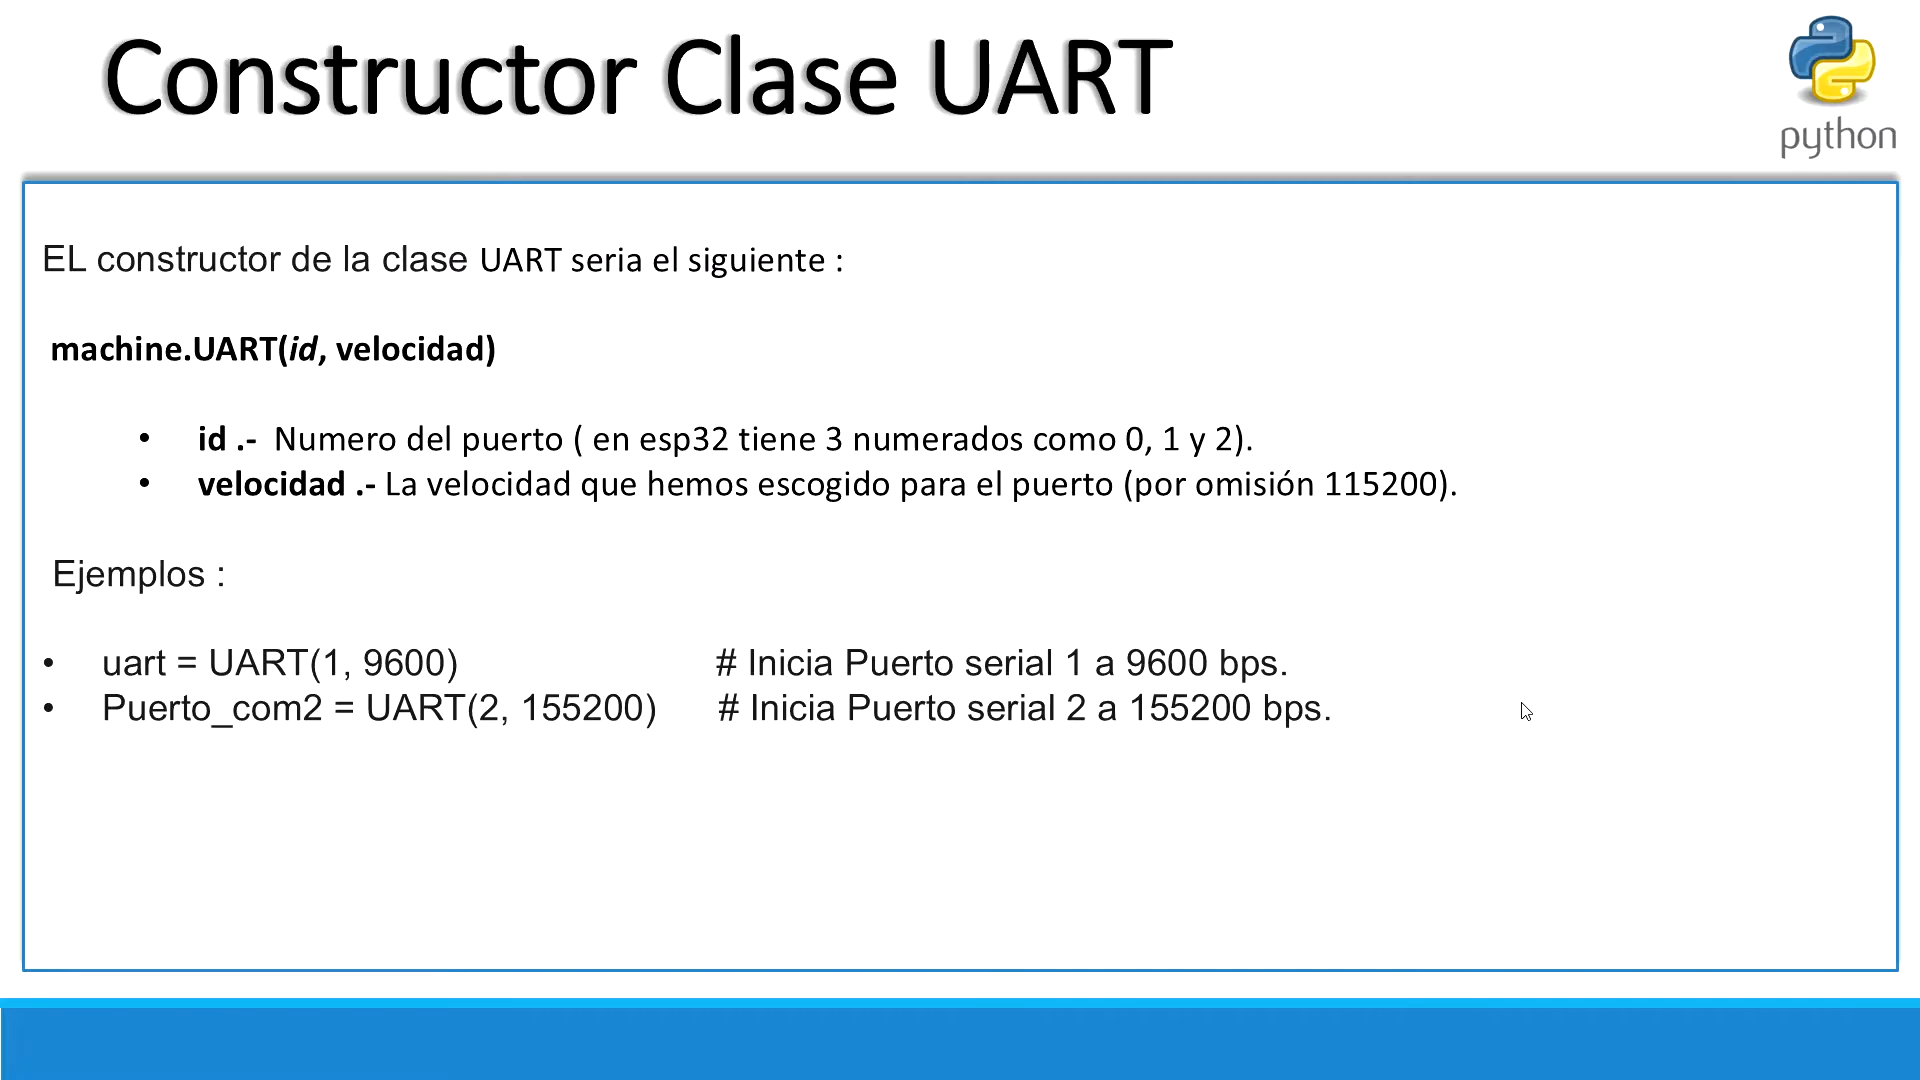 Constructor Clase UART
python
EL constructor de la clase UART seria el siguiente :
machine.UART(id, velocidad)
• id .- Numero del puerto ( en esp32 tiene 3 numerados como 0, 1 y 2).
• velocidad .- La velocidad que hemos escogido para el puerto (por omisión 115200).
Ejemplos :
• uart = UART(1, 9600) # Inicia Puerto serial 1 a 9600 bps.
• Puerto_com2 = UART(2, 155200) # Inicia Puerto serial 2 a 155200 bps.